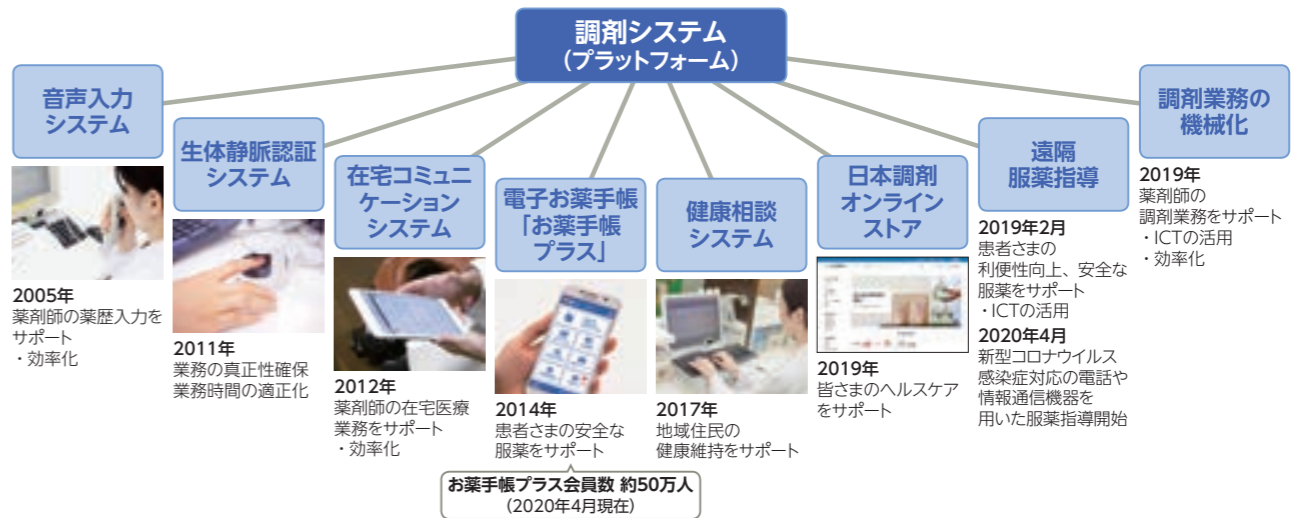 調剤システム
(プラットフォーム)
音声入力
システム
2005年
薬剤師の薬歴入力を
サポート
・効率化
生体静脈認証
システム
2011年
業務の真正性確保
業務時間の適正化
在宅コミュニ
ケーション
システム
2012年
薬剤師の在宅医療
業務をサポート
・効率化
電子お薬手帳
「お薬手帳
プラス」
2014年
患者さまの安全な
服薬をサポート
お薬手帳プラス会員数 約50万人
(2020年4月現在)
健康相談
システム
2017年
地域住民の
健康維持をサポート
日本調剤
オンライン
ストア
2019年
皆さまのヘルスケア
をサポート
遠隔
服薬指導
2019年2月
患者さまの
利便性向上、安全な
服薬をサポート
・ICTの活用
2020年4月
新型コロナウイルス
感染症対応の電話や
情報通信機器を
用いた服薬指導開始
調剤業務の
機械化
2019年
薬剤師の
調剤業務をサポート
・ICTの活用
・効率化